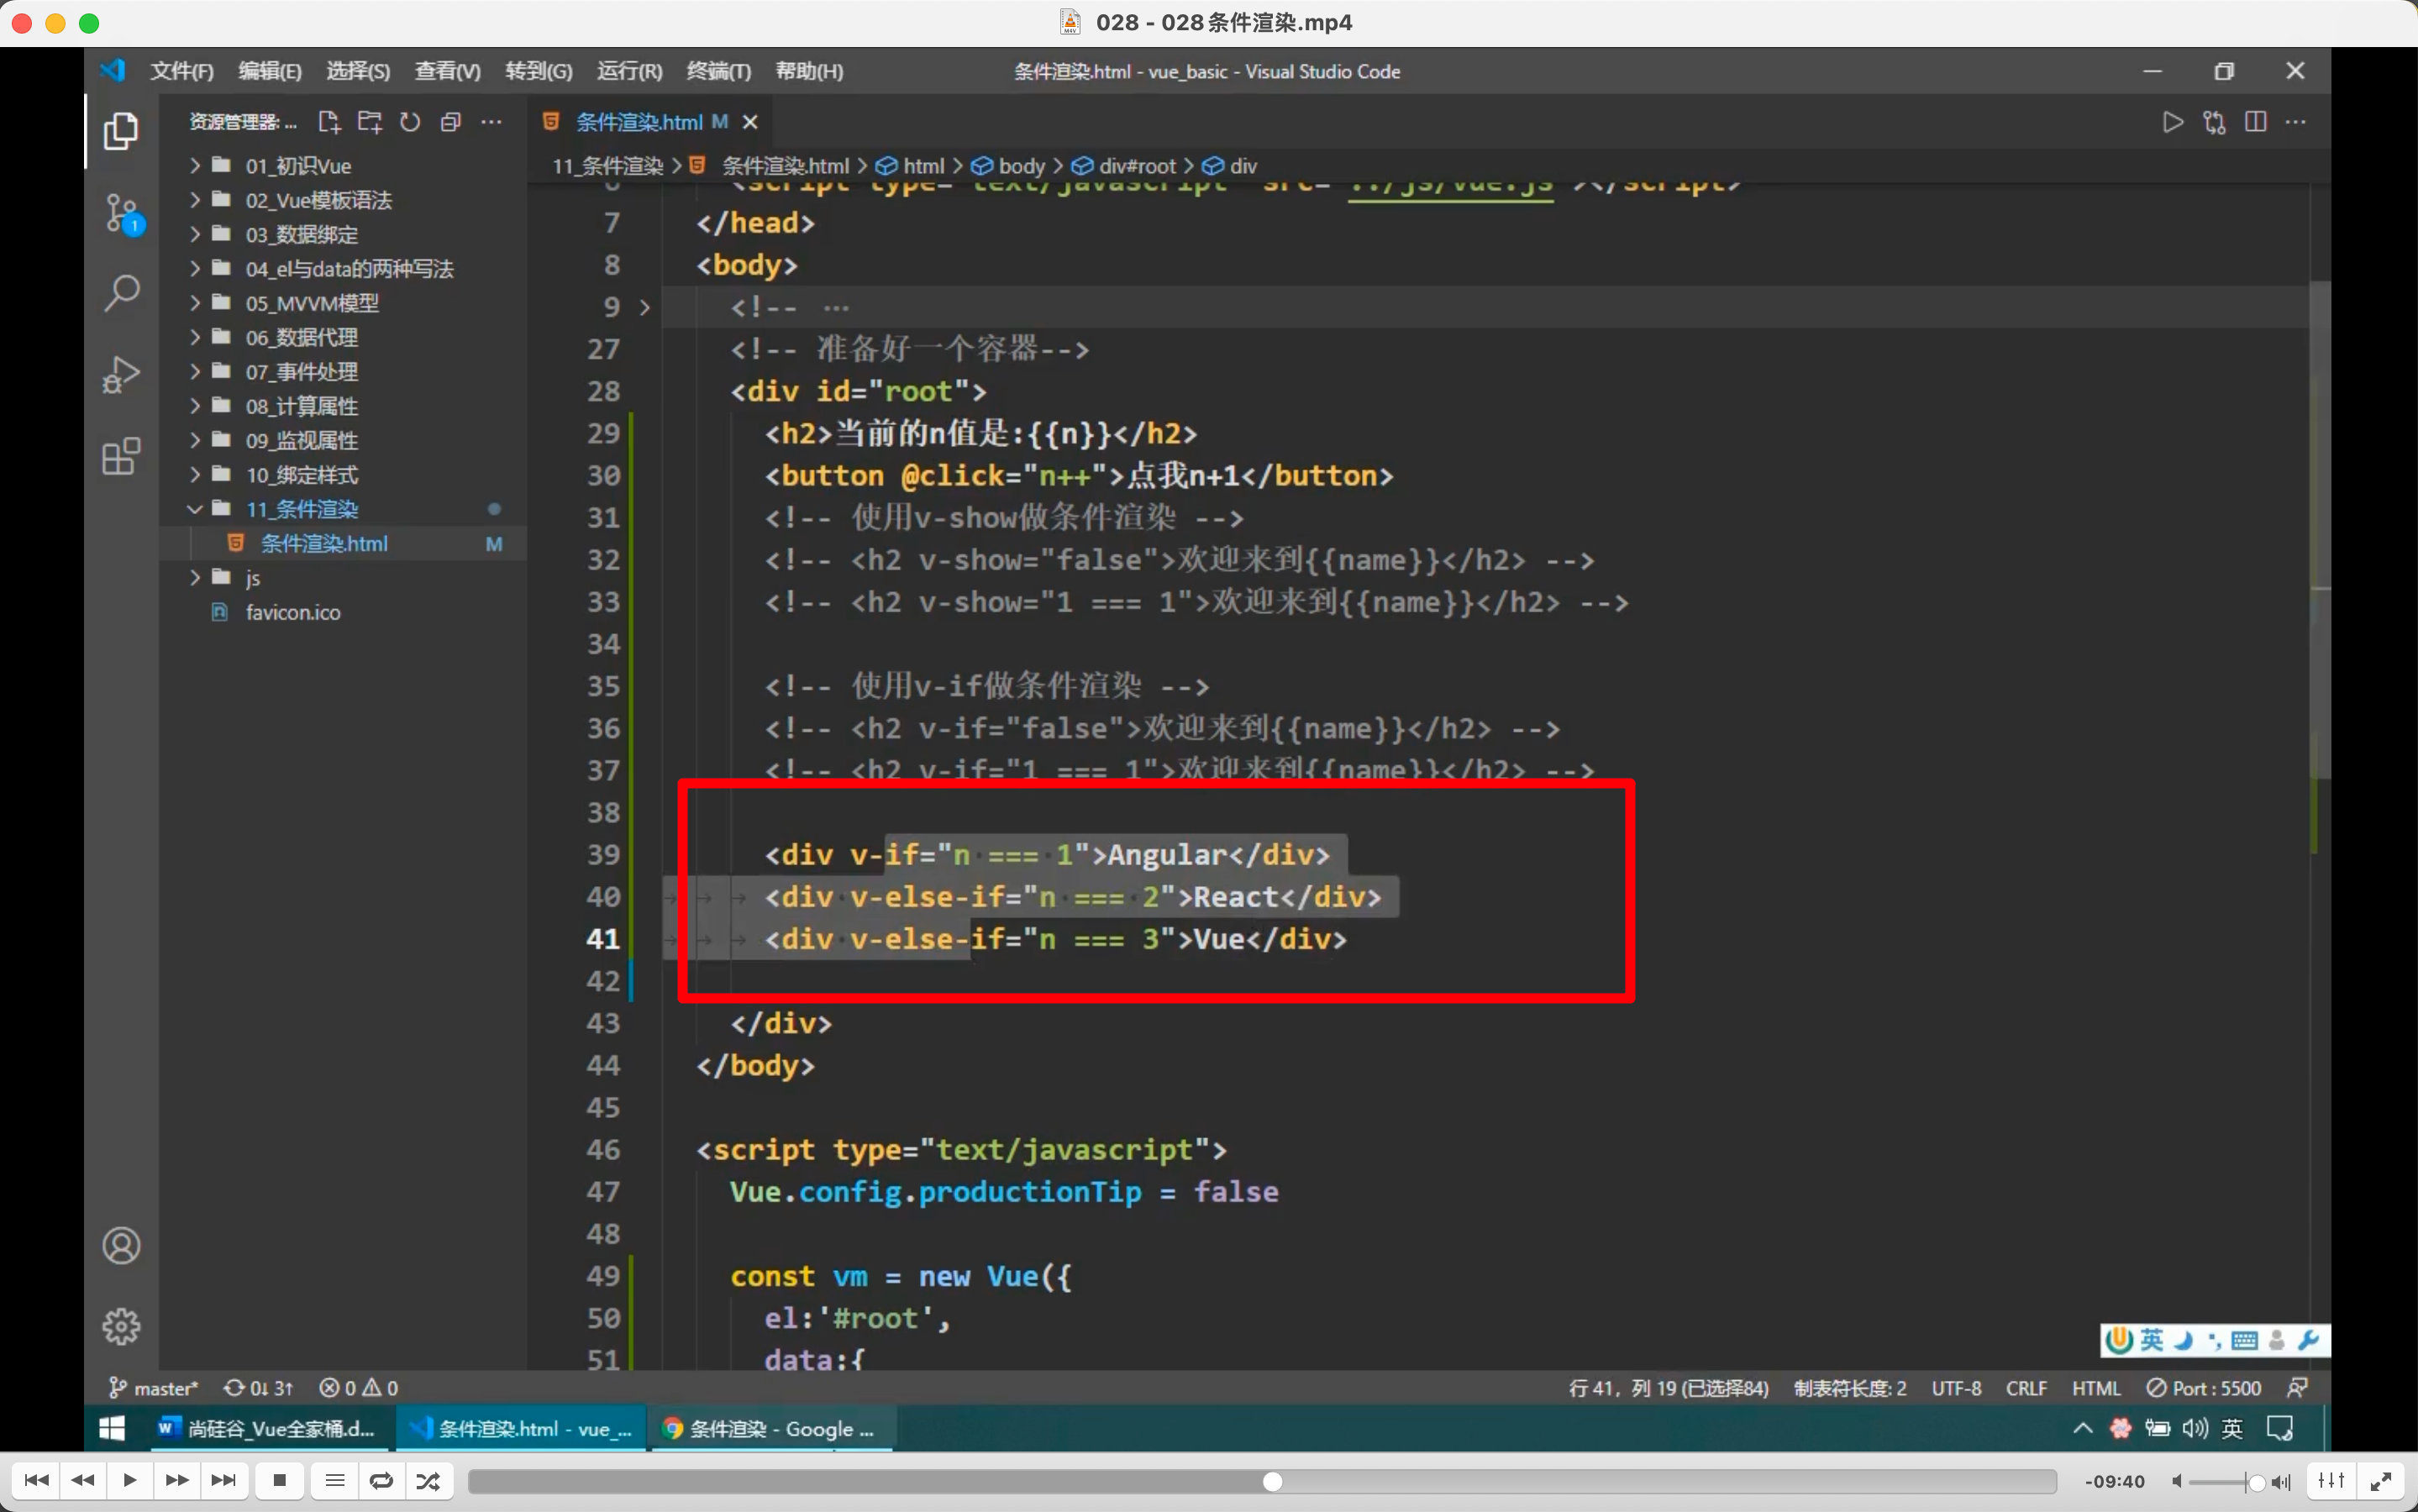 028 - 028条件渲染.mp4
文件(F) 编辑(E) 选择(S) 查看(V) 转到(G) 运行(R) 终端(T) 帮助(H)
条件渲染.html - vue_basic - Visual Studio Code
资源管理器: ...
01_初识Vue
02_Vue模板语法
03_数据绑定
04_el与data的两种写法
05_MVVM模型
06_数据代理
07_事件处理
08_计算属性
09_监视属性
10_绑定样式
11_条件渲染
条件渲染.html M
js
favicon.ico
1
条件渲染.html M
11_条件渲染 > 条件渲染.html > html > body > div#root > div
6 <script type="text/javascript" src="../js/vue.js"></script>
7 </head>
8 <body>
9 <!-- ...
27 <!-- 准备好一个容器-->
28 <div id="root">
29 <h2>当前的n值是:{{n}}</h2>
30 <button @click="n++">点我n+1</button>
31 <!-- 使用v-show做条件渲染 -->
32 <!-- <h2 v-show="false">欢迎来到{{name}}</h2> -->
33 <!-- <h2 v-show="1 === 1">欢迎来到{{name}}</h2> -->
34
35 <!-- 使用v-if做条件渲染 -->
36 <!-- <h2 v-if="false">欢迎来到{{name}}</h2> -->
37 <!-- <h2 v-if="1 === 1">欢迎来到{{name}}</h2> -->
38
39 <div v-if="n === 1">Angular</div>
40 <div v-else-if="n === 2">React</div>
41 <div v-else-if="n === 3">Vue</div>
42
43 </div>
44 </body>
45
46 <script type="text/javascript">
47 Vue.config.productionTip = false
48
49 const vm = new Vue({
50 el:'#root',
51 data:{
英
master* 0↓ 3↑ 0 0
行 41，列 19 (已选择84) 制表符长度: 2 UTF-8 CRLF HTML Port : 5500
尚硅谷_Vue全家桶.d... 条件渲染.html - vue_... 条件渲染 - Google ... 英
-09:40